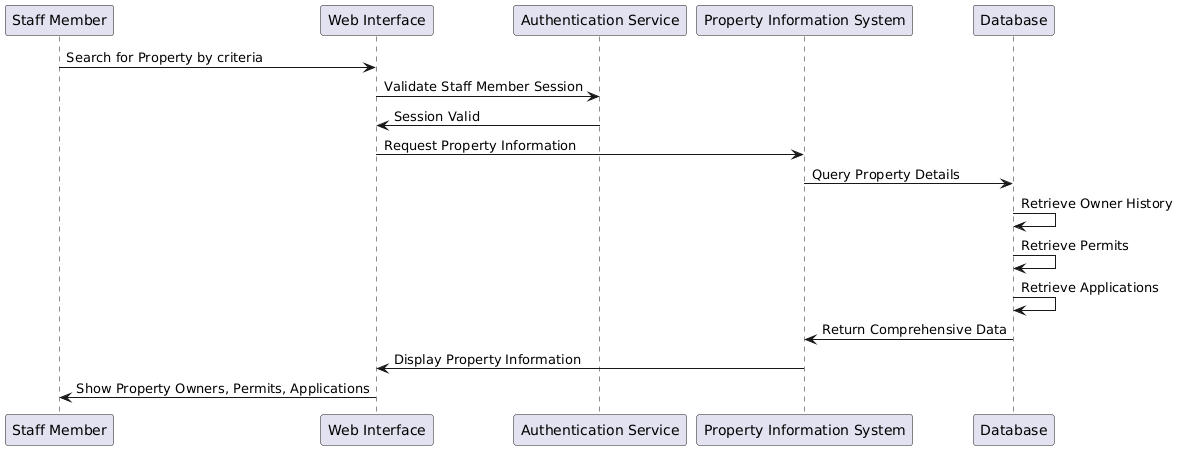 Staff Member
Web Interface
Authentication Service
Property Information System
Database
Search for Property by criteria
Validate Staff Member Session
Session Valid
Request Property Information
Query Property Details
Retrieve Owner History
Retrieve Permits
Retrieve Applications
Return Comprehensive Data
Display Property Information
Show Property Owners, Permits, Applications
Staff Member
Web Interface
Authentication Service
Property Information System
Database